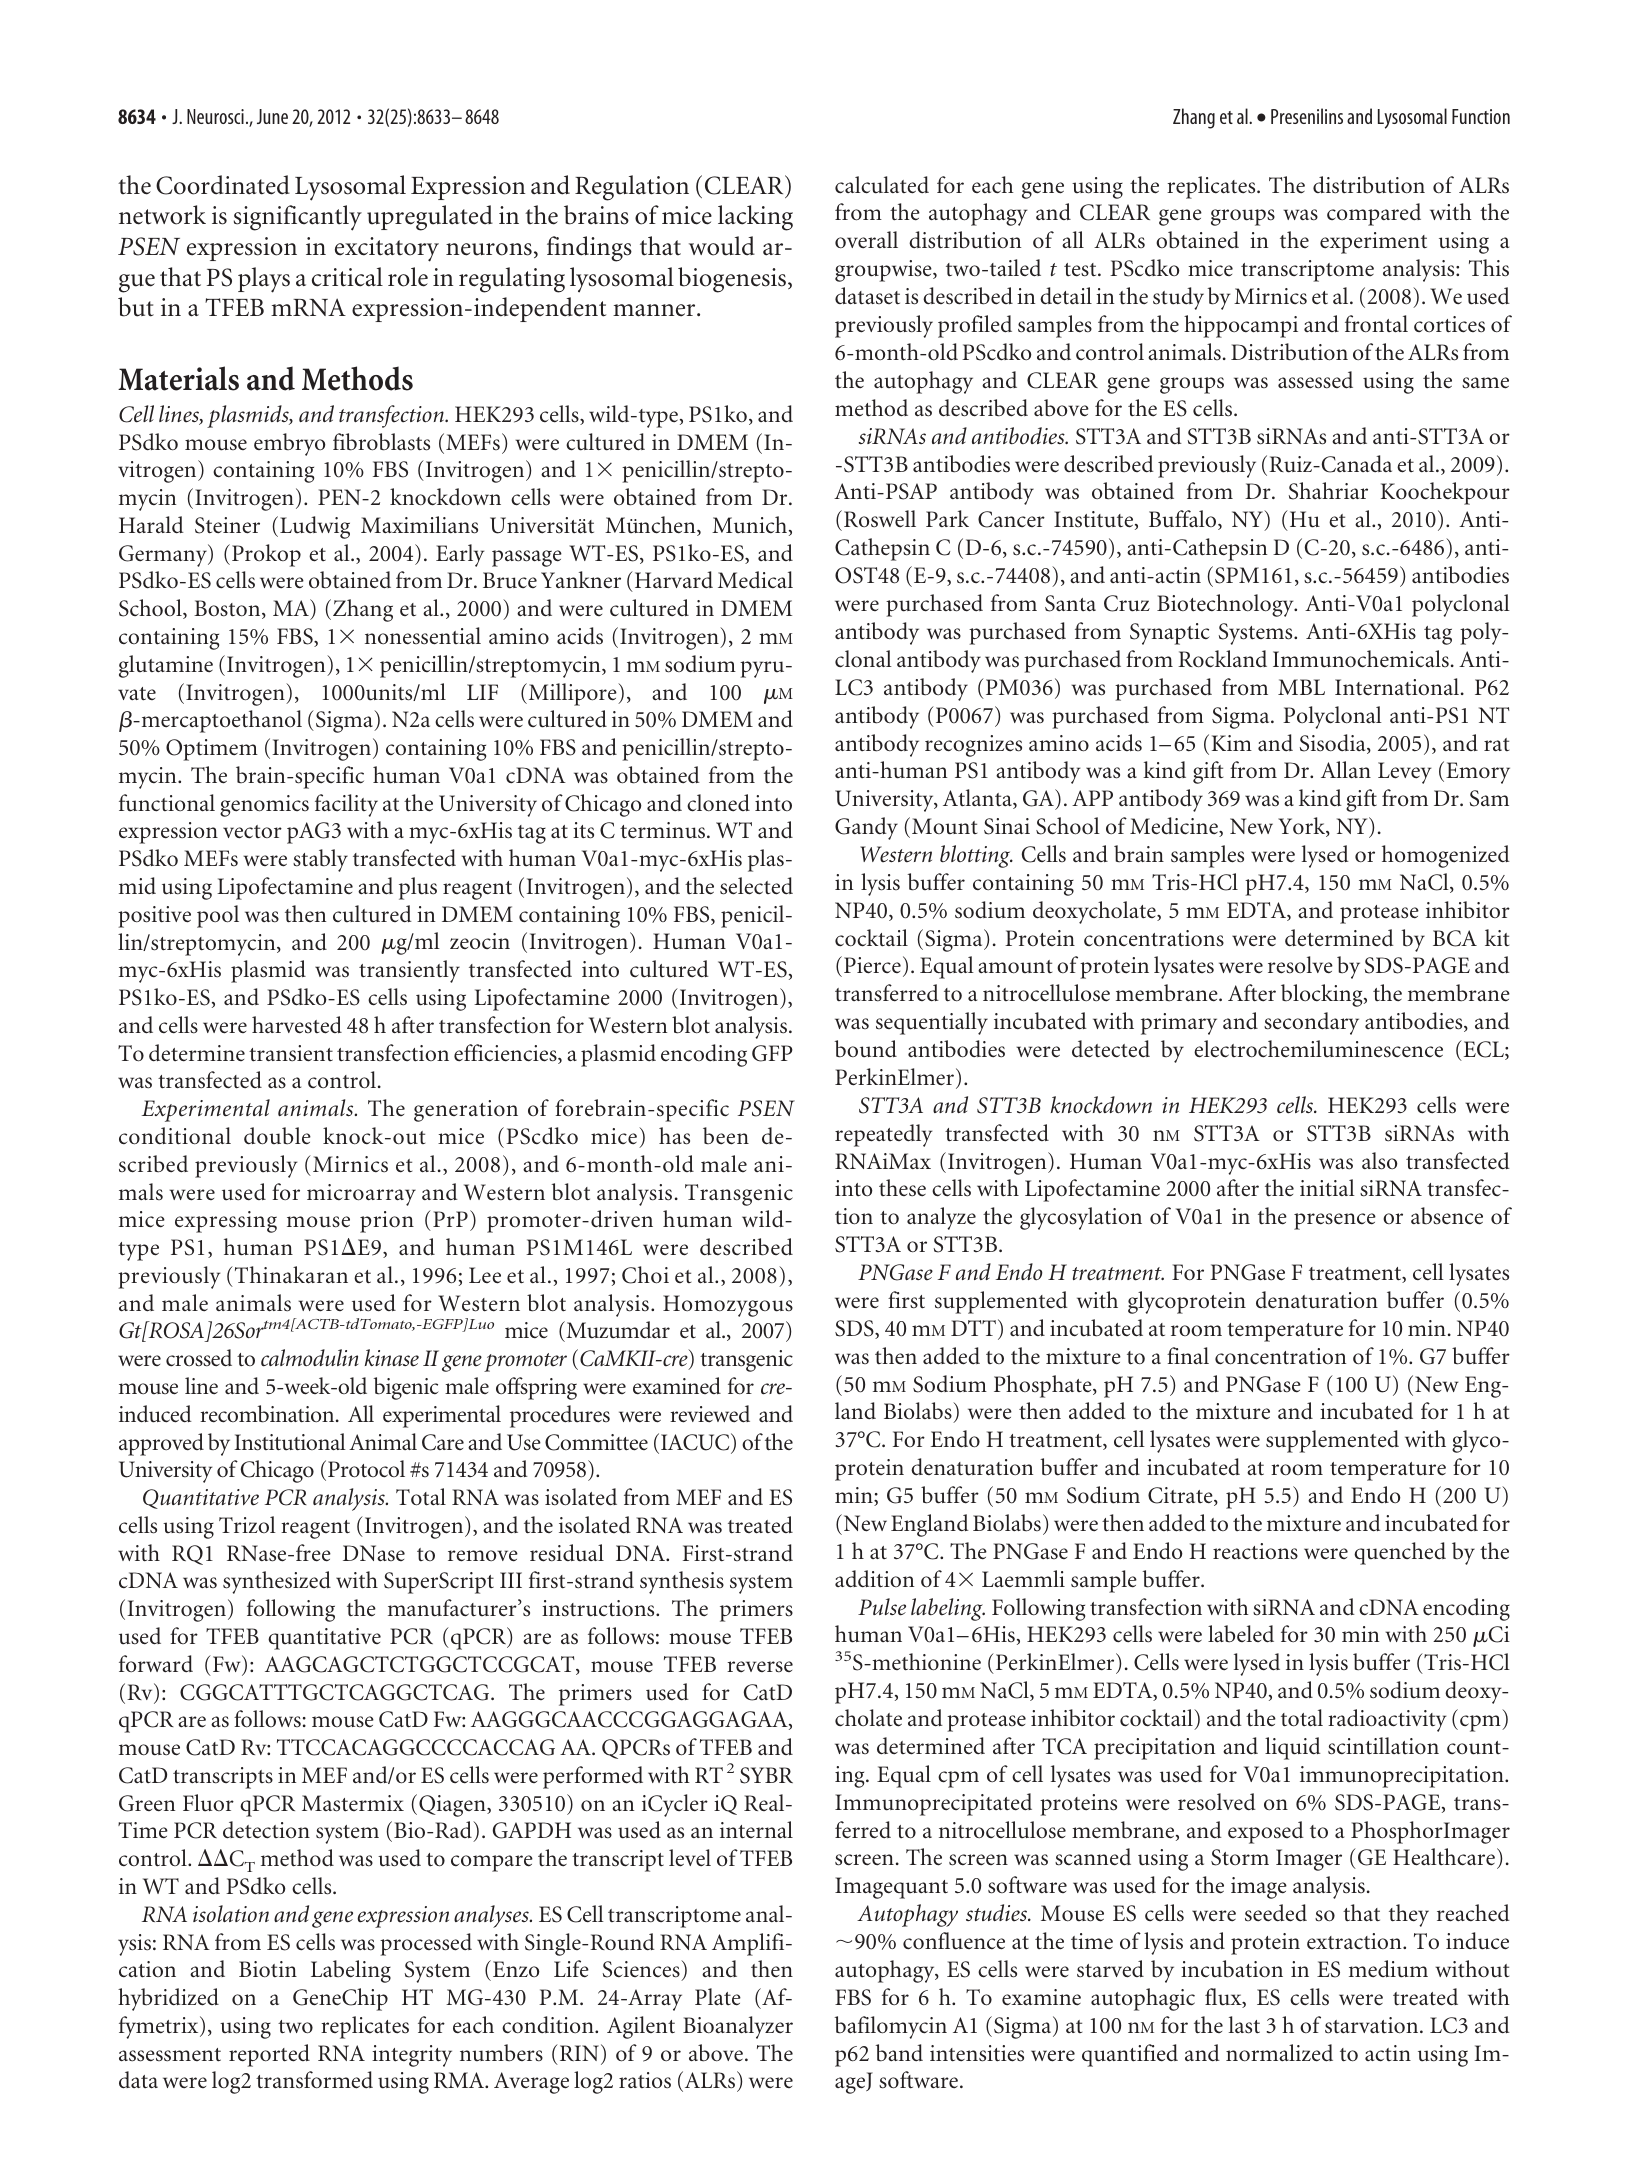 8634 • J. Neurosci., June 20, 2012 • 32(25):8633–8648
Zhang et al. • Presenilins and Lysosomal Function
the Coordinated Lysosomal Expression and Regulation (CLEAR)
network is significantly upregulated in the brains of mice lacking
PSEN expression in excitatory neurons, findings that would ar-
gue that PS plays a critical role in regulating lysosomal biogenesis,
but in a TFEB mRNA expression-independent manner.
Materials and Methods
Cell lines, plasmids, and transfection. HEK293 cells, wild-type, PS1ko, and
PSdko mouse embryo fibroblasts (MEFs) were cultured in DMEM (In-
vitrogen) containing 10% FBS (Invitrogen) and 1× penicillin/strepto-
mycin (Invitrogen). PEN-2 knockdown cells were obtained from Dr.
Harald Steiner (Ludwig Maximilians Universität München, Munich,
Germany) (Prokop et al., 2004). Early passage WT-ES, PS1ko-ES, and
PSdko-ES cells were obtained from Dr. Bruce Yankner (Harvard Medical
School, Boston, MA) (Zhang et al., 2000) and were cultured in DMEM
containing 15% FBS, 1× nonessential amino acids (Invitrogen), 2 mM
glutamine (Invitrogen), 1× penicillin/streptomycin, 1 mM sodium pyru-
vate (Invitrogen), 1000units/ml LIF (Millipore), and 100 μM
β-mercaptoethanol (Sigma). N2a cells were cultured in 50% DMEM and
50% Optimem (Invitrogen) containing 10% FBS and penicillin/strepto-
mycin. The brain-specific human V0a1 cDNA was obtained from the
functional genomics facility at the University of Chicago and cloned into
expression vector pAG3 with a myc-6xHis tag at its C terminus. WT and
PSdko MEFs were stably transfected with human V0a1-myc-6xHis plas-
mid using Lipofectamine and plus reagent (Invitrogen), and the selected
positive pool was then cultured in DMEM containing 10% FBS, penicil-
lin/streptomycin, and 200 μg/ml zeocin (Invitrogen). Human V0a1-
myc-6xHis plasmid was transiently transfected into cultured WT-ES,
PS1ko-ES, and PSdko-ES cells using Lipofectamine 2000 (Invitrogen),
and cells were harvested 48 h after transfection for Western blot analysis.
To determine transient transfection efficiencies, a plasmid encoding GFP
was transfected as a control.
Experimental animals. The generation of forebrain-specific PSEN
conditional double knock-out mice (PScdko mice) has been de-
scribed previously (Mirnics et al., 2008), and 6-month-old male ani-
mals were used for microarray and Western blot analysis. Transgenic
mice expressing mouse prion (PrP) promoter-driven human wild-
type PS1, human PS1ΔE9, and human PS1M146L were described
previously (Thinakaran et al., 1996; Lee et al., 1997; Choi et al., 2008),
and male animals were used for Western blot analysis. Homozygous
Gt[ROSA]26Sortm4[ACTB-tdTomato,-EGFP]Luo mice (Muzumdar et al., 2007)
were crossed to calmodulin kinase II gene promoter (CaMKII-cre) transgenic
mouse line and 5-week-old bigenic male offspring were examined for cre-
induced recombination. All experimental procedures were reviewed and
approved by Institutional Animal Care and Use Committee (IACUC) of the
University of Chicago (Protocol #s 71434 and 70958).
Quantitative PCR analysis. Total RNA was isolated from MEF and ES
cells using Trizol reagent (Invitrogen), and the isolated RNA was treated
with RQ1 RNase-free DNase to remove residual DNA. First-strand
cDNA was synthesized with SuperScript III first-strand synthesis system
(Invitrogen) following the manufacturer's instructions. The primers
used for TFEB quantitative PCR (qPCR) are as follows: mouse TFEB
forward (Fw): AAGCAGCTCTGGCTCCGCAT, mouse TFEB reverse
(Rv): CGGCATTTGCTCAGGCTCAG. The primers used for CatD
qPCR are as follows: mouse CatD Fw: AAGGGCAACCCGGAGGAGAA,
mouse CatD Rv: TTCCACAGGCCCCACCAG AA. QPCRs of TFEB and
CatD transcripts in MEF and/or ES cells were performed with RT2 SYBR
Green Fluor qPCR Mastermix (Qiagen, 330510) on an iCycler iQ Real-
Time PCR detection system (Bio-Rad). GAPDH was used as an internal
control. ΔΔCT method was used to compare the transcript level of TFEB
in WT and PSdko cells.
RNA isolation and gene expression analyses. ES Cell transcriptome anal-
ysis: RNA from ES cells was processed with Single-Round RNA Amplifi-
cation and Biotin Labeling System (Enzo Life Sciences) and then
hybridized on a GeneChip HT MG-430 P.M. 24-Array Plate (Af-
fymetrix), using two replicates for each condition. Agilent Bioanalyzer
assessment reported RNA integrity numbers (RIN) of 9 or above. The
data were log2 transformed using RMA. Average log2 ratios (ALRs) were
calculated for each gene using the replicates. The distribution of ALRs
from the autophagy and CLEAR gene groups was compared with the
overall distribution of all ALRs obtained in the experiment using a
groupwise, two-tailed t test. PScdko mice transcriptome analysis: This
dataset is described in detail in the study by Mirnics et al. (2008). We used
previously profiled samples from the hippocampi and frontal cortices of
6-month-old PScdko and control animals. Distribution of the ALRs from
the autophagy and CLEAR gene groups was assessed using the same
method as described above for the ES cells.
siRNAs and antibodies. STT3A and STT3B siRNAs and anti-STT3A or
-STT3B antibodies were described previously (Ruiz-Canada et al., 2009).
Anti-PSAP antibody was obtained from Dr. Shahriar Koochekpour
(Roswell Park Cancer Institute, Buffalo, NY) (Hu et al., 2010). Anti-
Cathepsin C (D-6, s.c.-74590), anti-Cathepsin D (C-20, s.c.-6486), anti-
OST48 (E-9, s.c.-74408), and anti-actin (SPM161, s.c.-56459) antibodies
were purchased from Santa Cruz Biotechnology. Anti-V0a1 polyclonal
antibody was purchased from Synaptic Systems. Anti-6XHis tag poly-
clonal antibody was purchased from Rockland Immunochemicals. Anti-
LC3 antibody (PM036) was purchased from MBL International. P62
antibody (P0067) was purchased from Sigma. Polyclonal anti-PS1 NT
antibody recognizes amino acids 1–65 (Kim and Sisodia, 2005), and rat
anti-human PS1 antibody was a kind gift from Dr. Allan Levey (Emory
University, Atlanta, GA). APP antibody 369 was a kind gift from Dr. Sam
Gandy (Mount Sinai School of Medicine, New York, NY).
Western blotting. Cells and brain samples were lysed or homogenized
in lysis buffer containing 50 mM Tris-HCl pH7.4, 150 mM NaCl, 0.5%
NP40, 0.5% sodium deoxycholate, 5 mM EDTA, and protease inhibitor
cocktail (Sigma). Protein concentrations were determined by BCA kit
(Pierce). Equal amount of protein lysates were resolve by SDS-PAGE and
transferred to a nitrocellulose membrane. After blocking, the membrane
was sequentially incubated with primary and secondary antibodies, and
bound antibodies were detected by electrochemiluminescence (ECL;
PerkinElmer).
STT3A and STT3B knockdown in HEK293 cells. HEK293 cells were
repeatedly transfected with 30 nM STT3A or STT3B siRNAs with
RNAiMax (Invitrogen). Human V0a1-myc-6xHis was also transfected
into these cells with Lipofectamine 2000 after the initial siRNA transfec-
tion to analyze the glycosylation of V0a1 in the presence or absence of
STT3A or STT3B.
PNGase F and Endo H treatment. For PNGase F treatment, cell lysates
were first supplemented with glycoprotein denaturation buffer (0.5%
SDS, 40 mM DTT) and incubated at room temperature for 10 min. NP40
was then added to the mixture to a final concentration of 1%. G7 buffer
(50 mM Sodium Phosphate, pH 7.5) and PNGase F (100 U) (New Eng-
land Biolabs) were then added to the mixture and incubated for 1 h at
37°C. For Endo H treatment, cell lysates were supplemented with glyco-
protein denaturation buffer and incubated at room temperature for 10
min; G5 buffer (50 mM Sodium Citrate, pH 5.5) and Endo H (200 U)
(New England Biolabs) were then added to the mixture and incubated for
1 h at 37°C. The PNGase F and Endo H reactions were quenched by the
addition of 4× Laemmli sample buffer.
Pulse labeling. Following transfection with siRNA and cDNA encoding
human V0a1–6His, HEK293 cells were labeled for 30 min with 250 μCi
35S-methionine (PerkinElmer). Cells were lysed in lysis buffer (Tris-HCl
pH7.4, 150 mM NaCl, 5 mM EDTA, 0.5% NP40, and 0.5% sodium deoxy-
cholate and protease inhibitor cocktail) and the total radioactivity (cpm)
was determined after TCA precipitation and liquid scintillation count-
ing. Equal cpm of cell lysates was used for V0a1 immunoprecipitation.
Immunoprecipitated proteins were resolved on 6% SDS-PAGE, trans-
ferred to a nitrocellulose membrane, and exposed to a PhosphorImager
screen. The screen was scanned using a Storm Imager (GE Healthcare).
Imagequant 5.0 software was used for the image analysis.
Autophagy studies. Mouse ES cells were seeded so that they reached
~90% confluence at the time of lysis and protein extraction. To induce
autophagy, ES cells were starved by incubation in ES medium without
FBS for 6 h. To examine autophagic flux, ES cells were treated with
bafilomycin A1 (Sigma) at 100 nM for the last 3 h of starvation. LC3 and
p62 band intensities were quantified and normalized to actin using Im-
ageJ software.